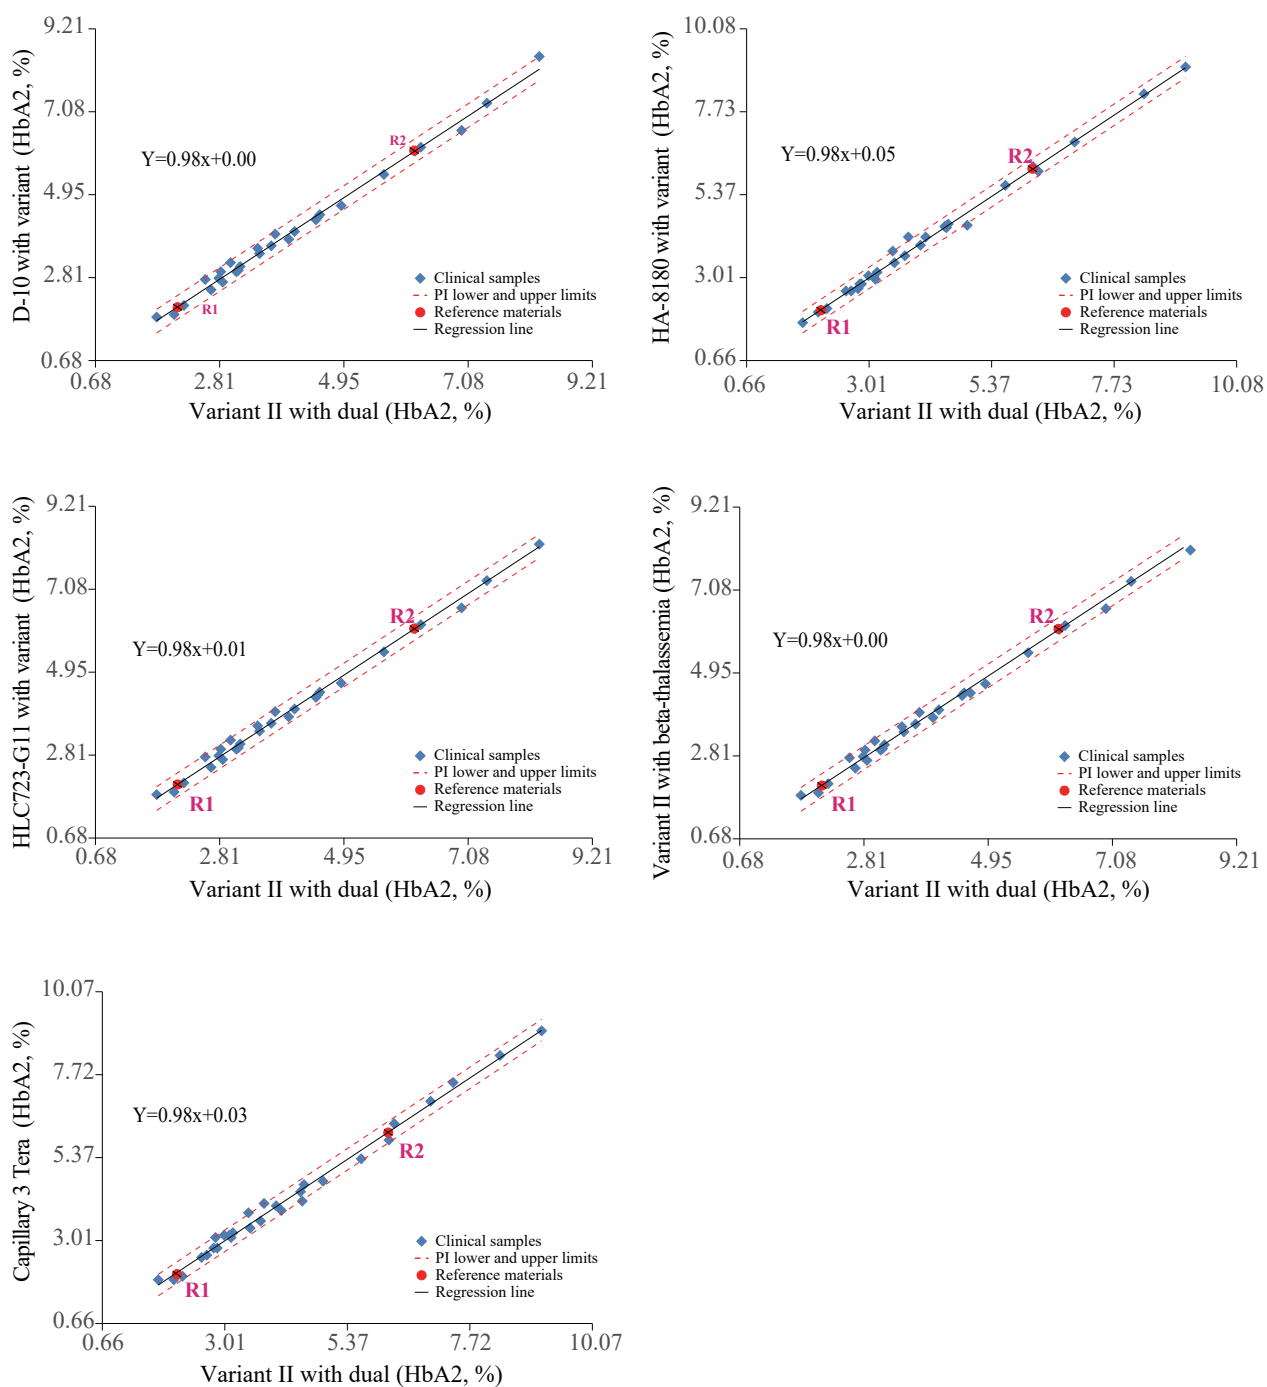 9.21
7.08
4.95
2.81
0.68
D-10 with variant (HbA2, %)
Y=0.98x+0.00
R2
R1
Clinical samples
PI lower and upper limits
Reference materials
Regression line
0.68 2.81 4.95 7.08 9.21
Variant II with dual (HbA2, %)
10.08
7.73
5.37
3.01
0.66
HA-8180 with variant (HbA2, %)
Y=0.98x+0.05
R2
R1
Clinical samples
PI lower and upper limits
Reference materials
Regression line
0.66 3.01 5.37 7.73 10.08
Variant II with dual (HbA2, %)
9.21
7.08
4.95
2.81
0.68
HLC723-G11 with variant (HbA2, %)
Y=0.98x+0.01
R2
R1
Clinical samples
PI lower and upper limits
Reference materials
Regression line
0.68 2.81 4.95 7.08 9.21
Variant II with dual (HbA2, %)
9.21
7.08
4.95
2.81
0.68
Variant II with beta-thalassemia (HbA2, %)
Y=0.98x+0.00
R2
R1
Clinical samples
PI lower and upper limits
Reference materials
Regression line
0.68 2.81 4.95 7.08 9.21
Variant II with dual (HbA2, %)
10.07
7.72
5.37
3.01
0.66
Capillary 3 Tera (HbA2, %)
Y=0.98x+0.03
R2
R1
Clinical samples
PI lower and upper limits
Reference materials
Regression line
0.66 3.01 5.37 7.72 10.07
Variant II with dual (HbA2, %)